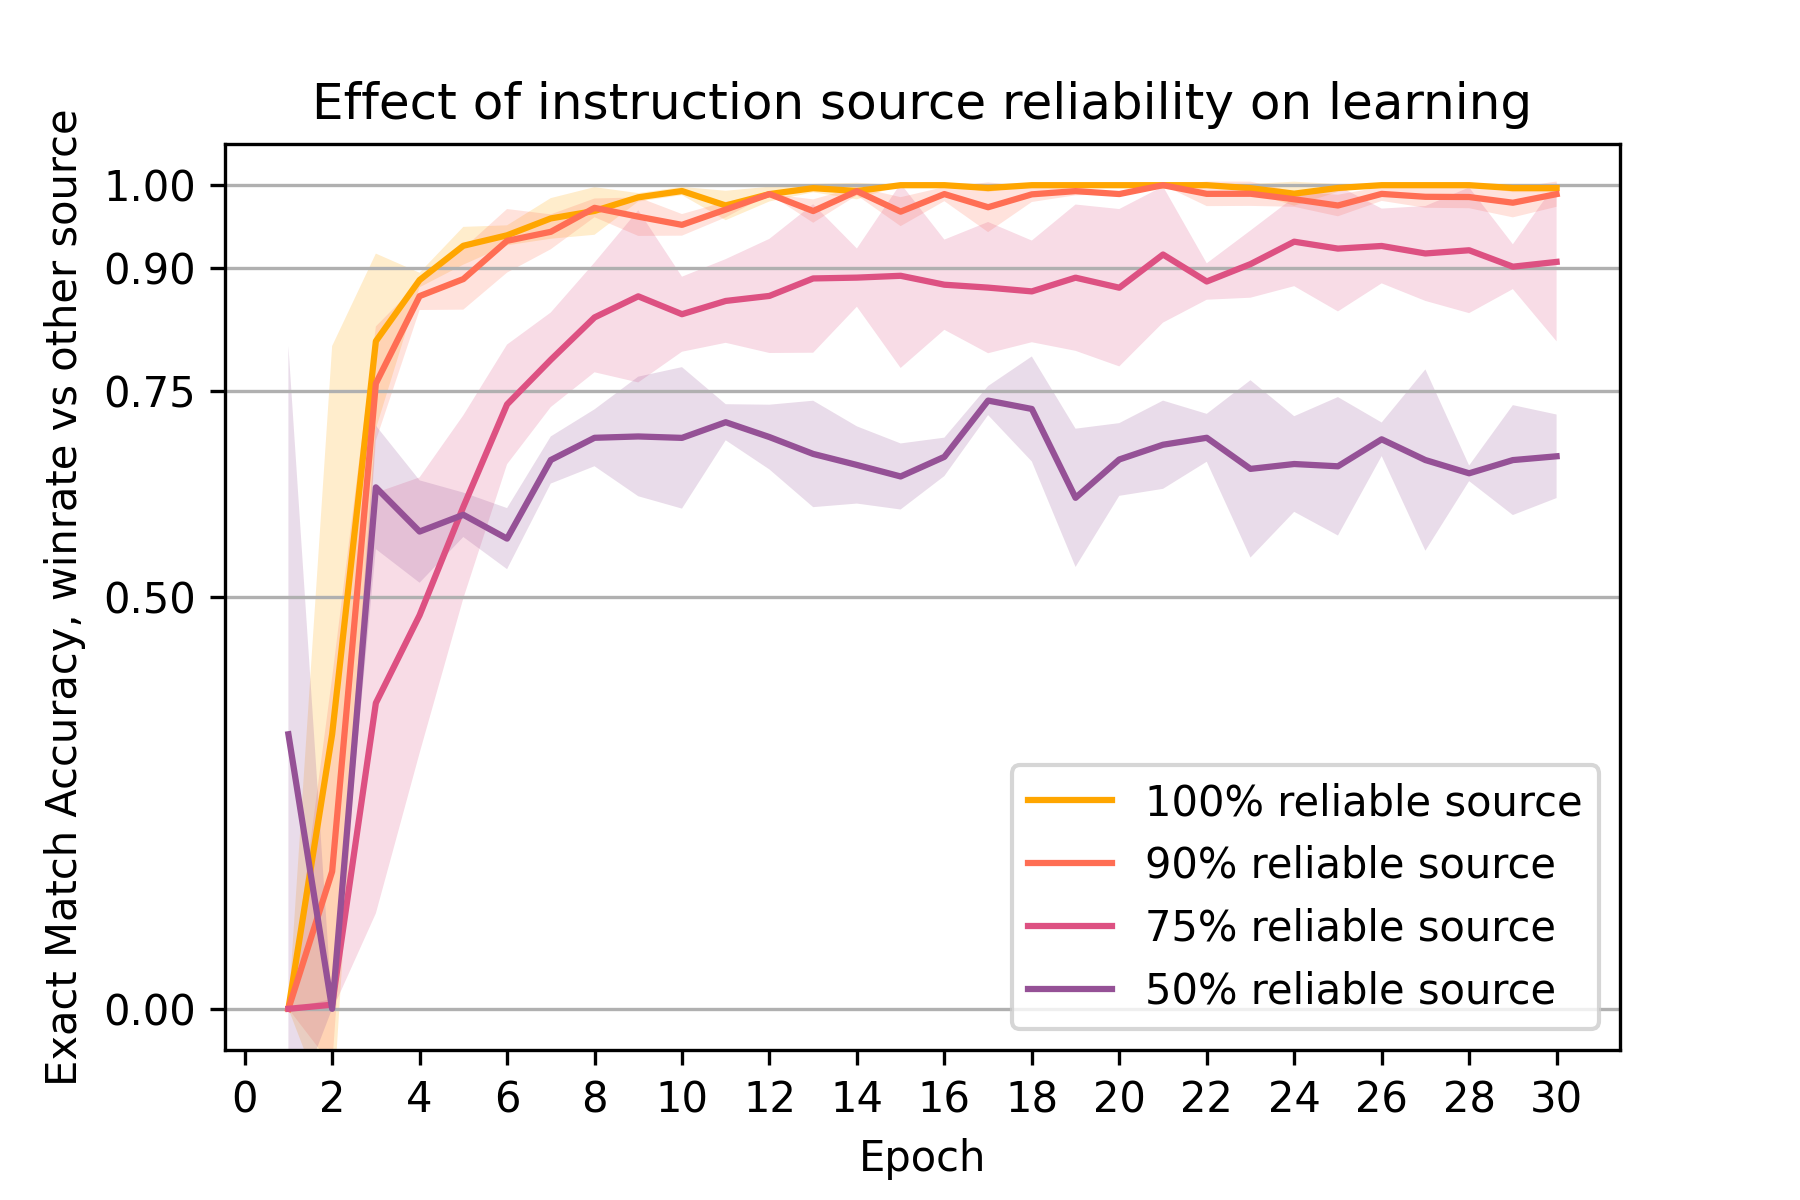 Effect of instruction source reliability on learning
Exact Match Accuracy, winrate vs other source
1.00
0.90
0.75
0.50
0.00
100% reliable source
90% reliable source
75% reliable source
50% reliable source
0 2 4 6 8 10 12 14 16 18 20 22 24 26 28 30
Epoch